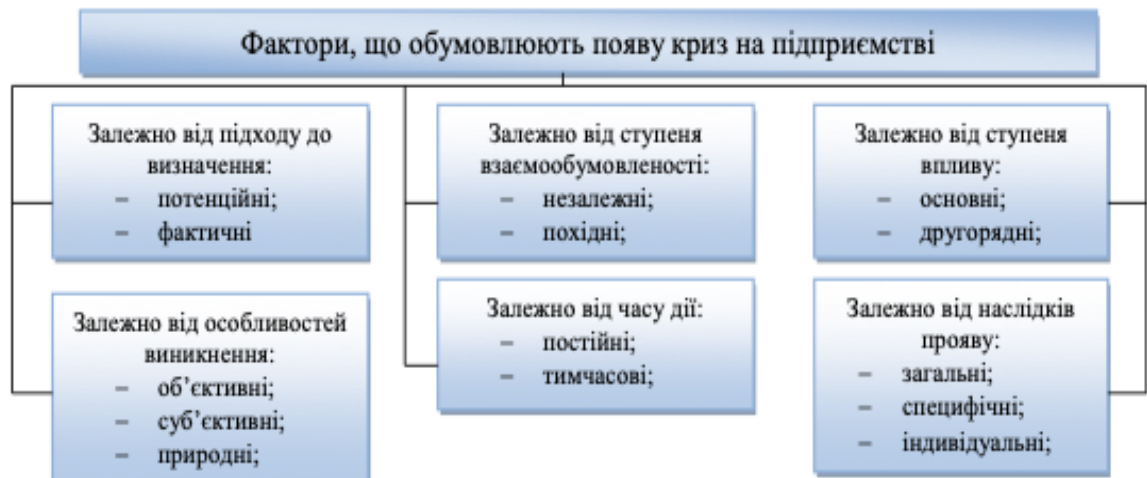 Фактори, що обумовлюють появу криз на підприємстві
Залежно від підходу до
визначення:
– потенційні;
– фактичні
Залежно від ступеня
взаємообумовленості:
– незалежні;
– похідні;
Залежно від ступеня
впливу:
– основні;
– другорядні;
Залежно від особливостей
виникнення:
– об’єктивні;
– суб’єктивні;
– природні;
Залежно від часу дії:
– постійні;
– тимчасові;
Залежно від наслідків
прояву:
– загальні;
– специфічні;
– індивідуальні;